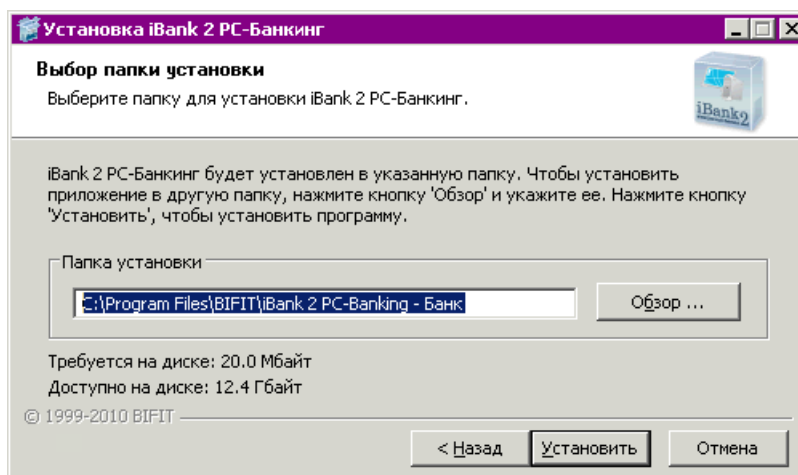 Установка iBank 2 PC-Банкинг
Выбор папки установки
Выберите папку для установки iBank 2 PC-Банкинг.
iBank2
iBank 2 PC-Банкинг будет установлен в указанную папку. Чтобы установить
приложение в другую папку, нажмите кнопку 'Обзор' и укажите ее. Нажмите кнопку
'Установить', чтобы установить программу.
Папка установки
C:\Program Files\BIFIT\iBank 2 PC-Banking - Банк
Обзор ...
Требуется на диске: 20.0 Мбайт
Доступно на диске: 12.4 Гбайт
© 1999-2010 BIFIT
< Назад
Установить
Отмена